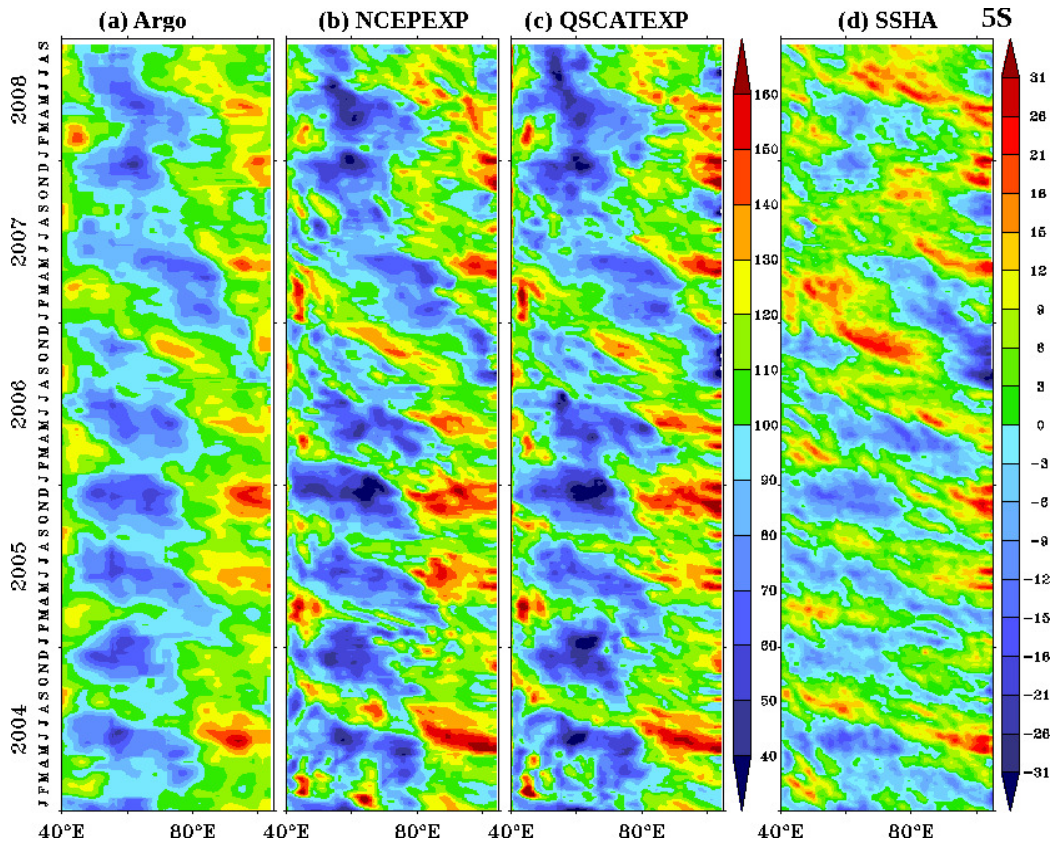 (a) Argo
(b) NCEPEXP
(c) QSCATEXP
(d) SSHA
5S
J F M A M J J A S O N D J F M A M J J A S O N D J F M A M J J A S O N D J F M A M J J A S O N D J F M A M J J A S
2004
2005
2006
2007
2008
160
150
140
130
120
110
100
90
80
70
60
50
40
31
26
21
16
15
12
9
6
3
0
−3
−6
−9
−12
−15
−16
−21
−26
−31
40°E
80°E
40°E
80°E
40°E
80°E
40°E
80°E